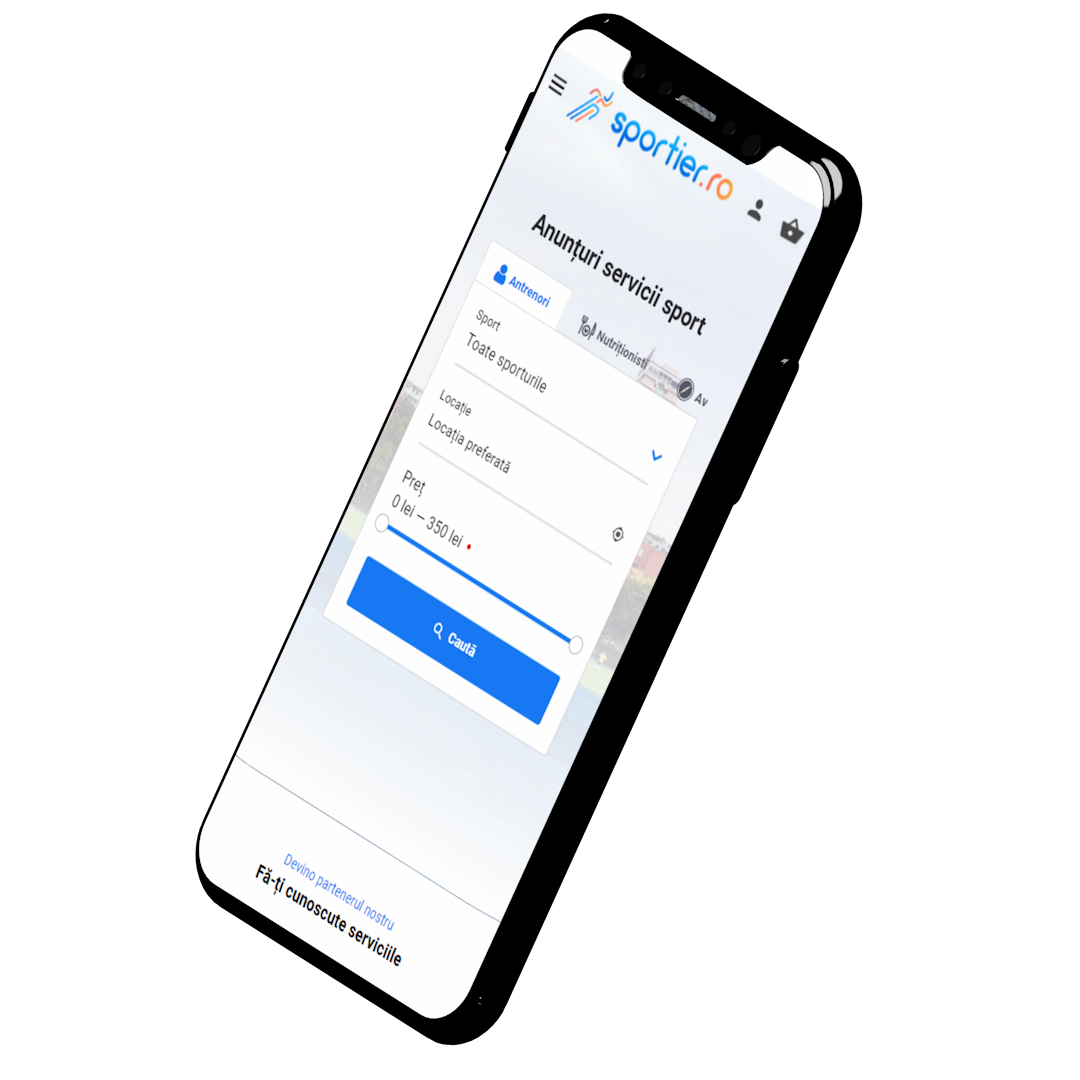 sportier.ro
Anunțuri servicii sport
Antrenori
Nutriționisti
Av
Sport
Toate sporturile
Locație
Locația preferată
Preț
0 lei – 350 lei
Caută
Devino partenerul nostru
Fă-ți cunoscute serviciile